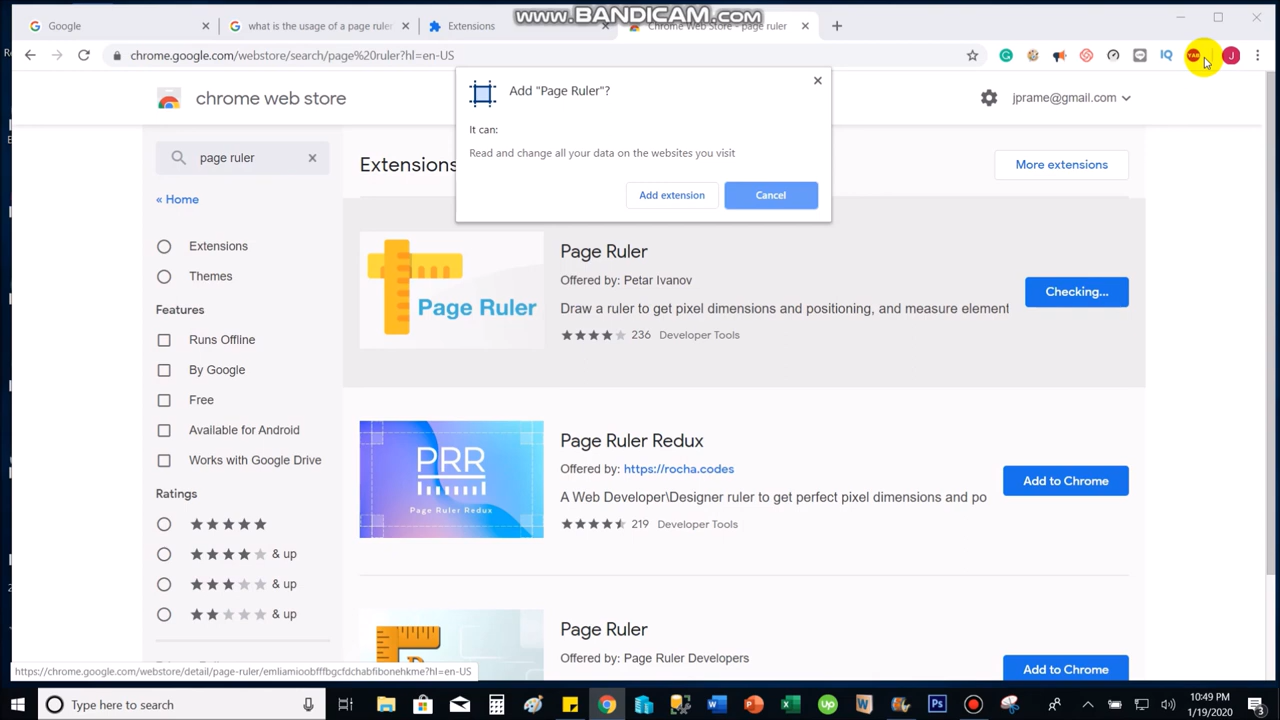 www.BANDICAM.com
Google
what is the usage of a page ruler
Extensions
Chrome Web Store - page ruler
chrome.google.com/webstore/search/page%20ruler?hl=en-US
IQ
J
chrome web store
jprame@gmail.com
Add "Page Ruler"?
It can:
Read and change all your data on the websites you visit
Add extension
Cancel
page ruler
« Home
Extensions
Themes
Features
Runs Offline
By Google
Free
Available for Android
Works with Google Drive
Ratings
& up
& up
& up
Extensions
More extensions
Page Ruler
Page Ruler
Offered by: Petar Ivanov
Draw a ruler to get pixel dimensions and positioning, and measure element
236 Developer Tools
Checking...
PRR
Page Ruler Redux
Page Ruler Redux
Offered by: https://rocha.codes
A Web Developer\Designer ruler to get perfect pixel dimensions and po
219 Developer Tools
Add to Chrome
Page Ruler
Offered by: Page Ruler Developers
Add to Chrome
https://chrome.google.com/webstore/detail/page-ruler/emliamioobfffbgcfdchabfibonehkme?hl=en-US
Type here to search
10:49 PM
1/19/2020